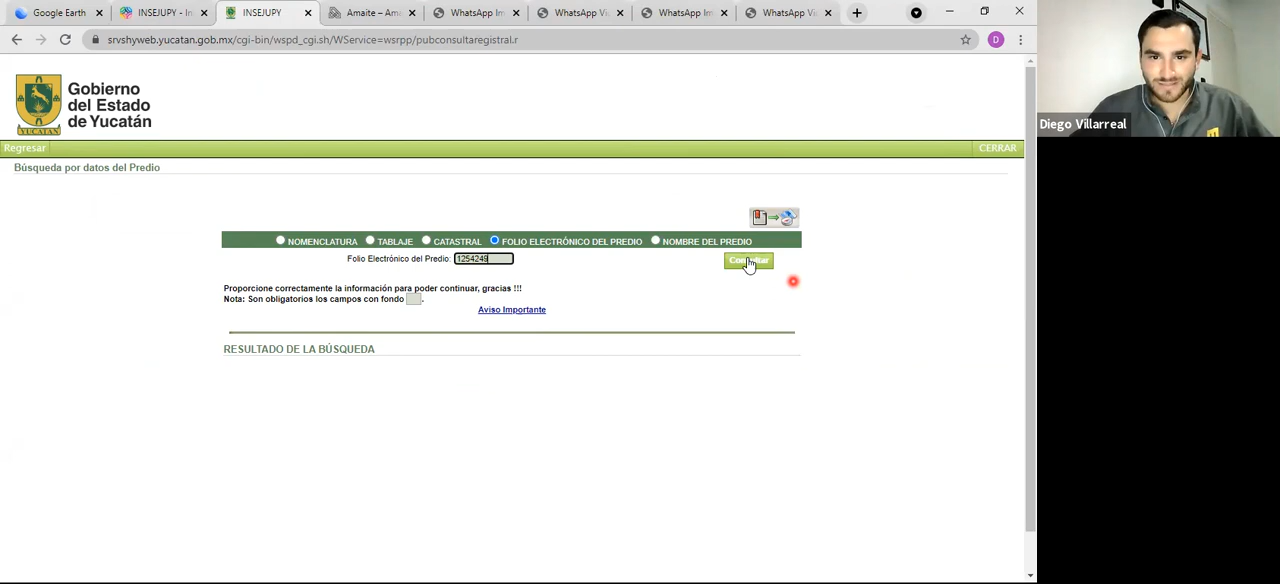 Google Earth
INSEJUPY - In
INSEJUPY
Amaite – Ama
WhatsApp Im
WhatsApp Vi
WhatsApp Im
WhatsApp Vi
D
srvshyweb.yucatan.gob.mx/cgi-bin/wspd_cgi.sh/WService=wsrpp/pubconsultaregistral.r
Gobierno
del Estado
de Yucatán
YUCATÁN
Diego Villarreal
Regresar
CERRAR
Búsqueda por datos del Predio
NOMENCLATURA TABLAJE CATASTRAL FOLIO ELECTRÓNICO DEL PREDIO NOMBRE DEL PREDIO
Folio Electrónico del Predio: 1254249
Consultar
Proporcione correctamente la información para poder continuar, gracias !!!
Nota: Son obligatorios los campos con fondo .
Aviso Importante
RESULTADO DE LA BÚSQUEDA